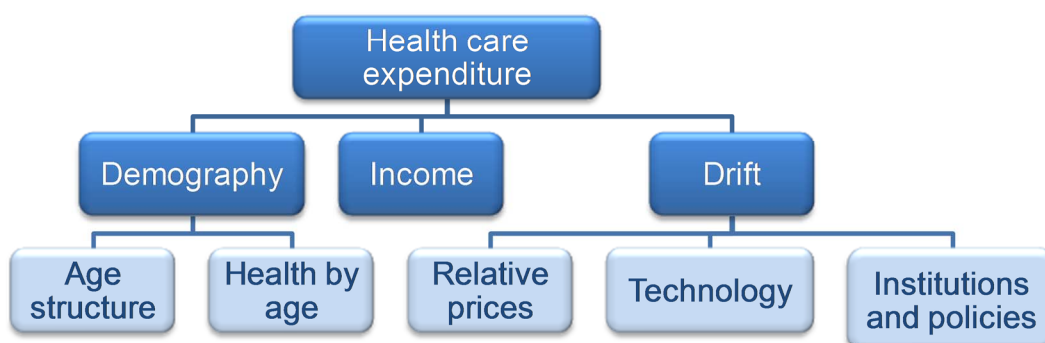 Health care
expenditure
Demography
Income
Drift
Age
structure
Health by
age
Relative
prices
Technology
Institutions
and policies